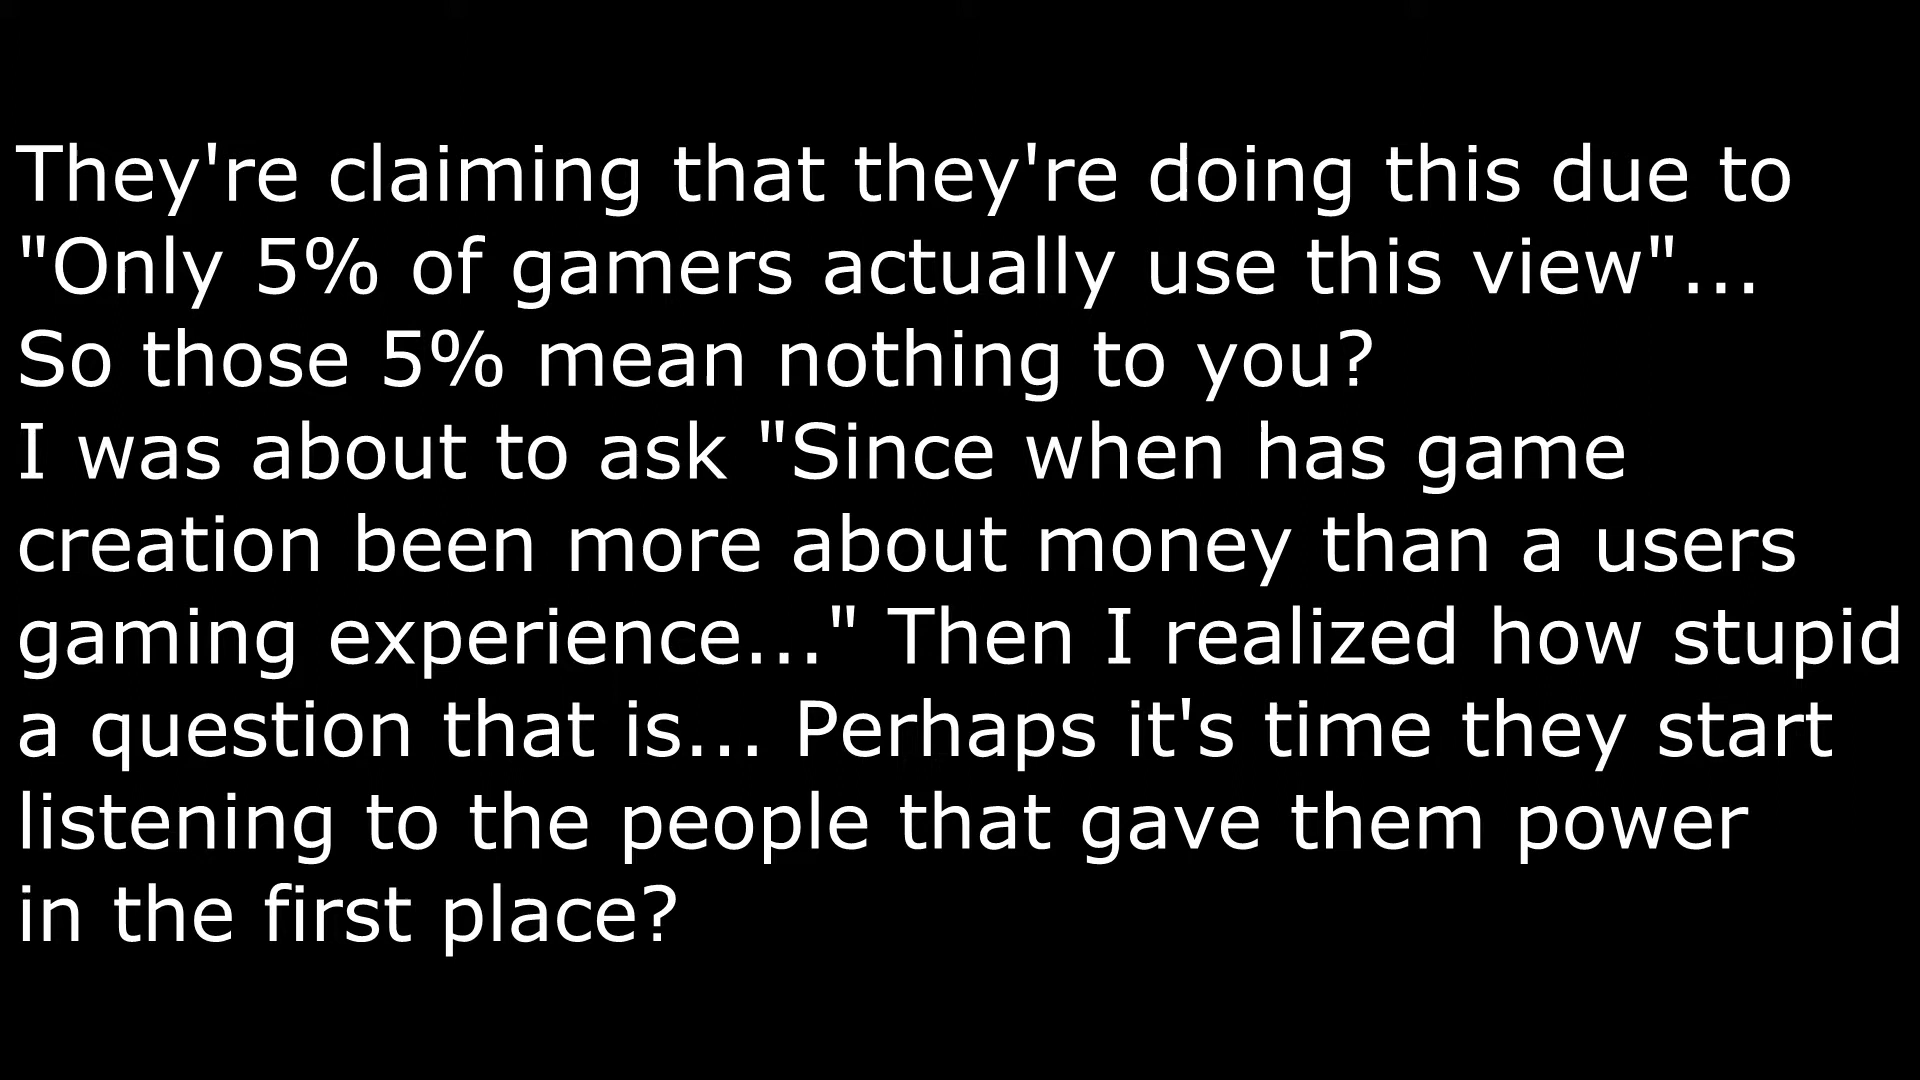 They're claiming that they're doing this due to
"Only 5% of gamers actually use this view"...
So those 5% mean nothing to you?
I was about to ask "Since when has game
creation been more about money than a users
gaming experience..." Then I realized how stupid
a question that is... Perhaps it's time they start
listening to the people that gave them power
in the first place?